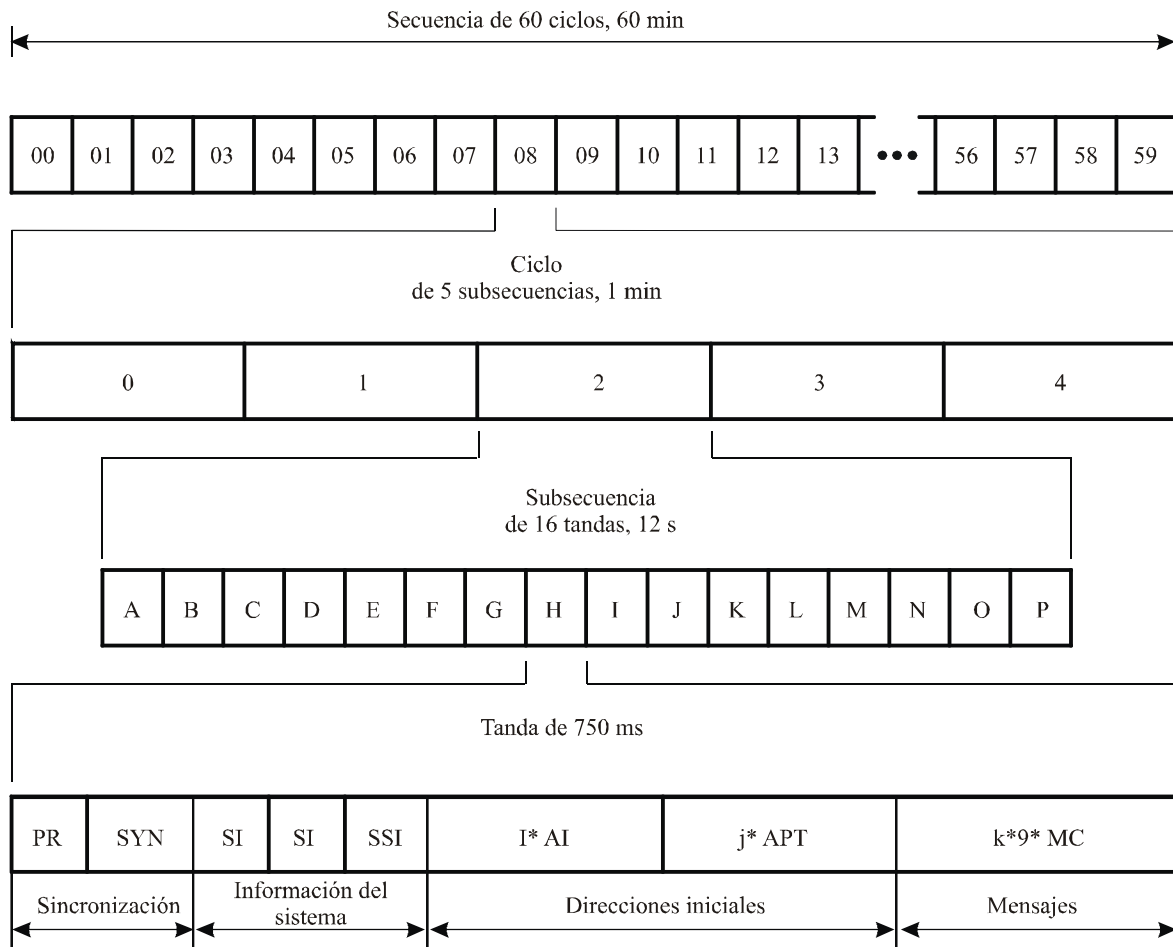 Secuencia de 60 ciclos, 60 min
00 01 02 03 04 05 06 07 08 09 10 11 12 13 ••• 56 57 58 59
Ciclo
de 5 subsecuencias, 1 min
0 1 2 3 4
Subsecuencia
de 16 tandas, 12 s
A B C D E F G H I J K L M N O P
Tanda de 750 ms
PR SYN SI SI SSI I* AI j* APT k*9* MC
Sincronización Información del sistema Direcciones iniciales Mensajes